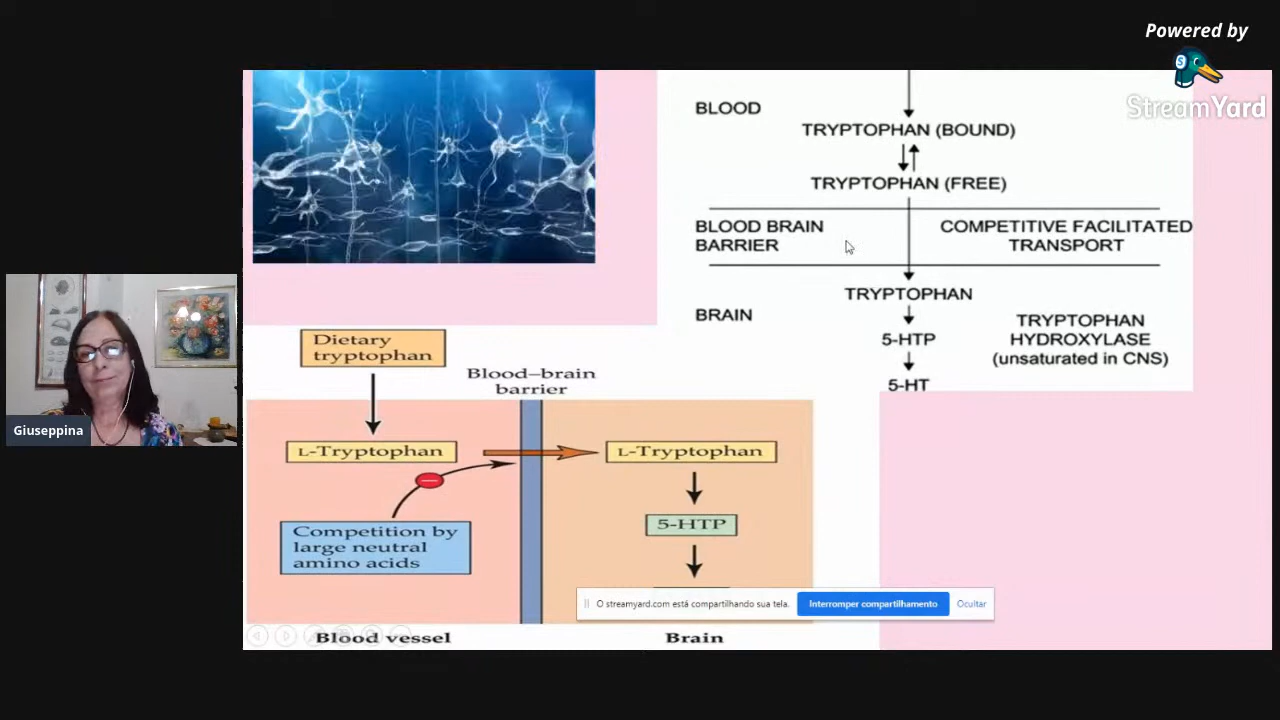 Powered by
StreamYard
BLOOD
TRYPTOPHAN (BOUND)
TRYPTOPHAN (FREE)
BLOOD BRAIN
BARRIER
COMPETITIVE FACILITATED
TRANSPORT
TRYPTOPHAN
BRAIN
5-HTP
TRYPTOPHAN
HYDROXYLASE
(unsaturated in CNS)
5-HT
Dietary
tryptophan
Blood–brain
barrier
L-Tryptophan
L-Tryptophan
Competition by
large neutral
amino acids
5-HTP
Blood vessel
Brain
Giuseppina
O streamyard.com está compartilhando sua tela.
Interromper compartilhamento
Ocultar